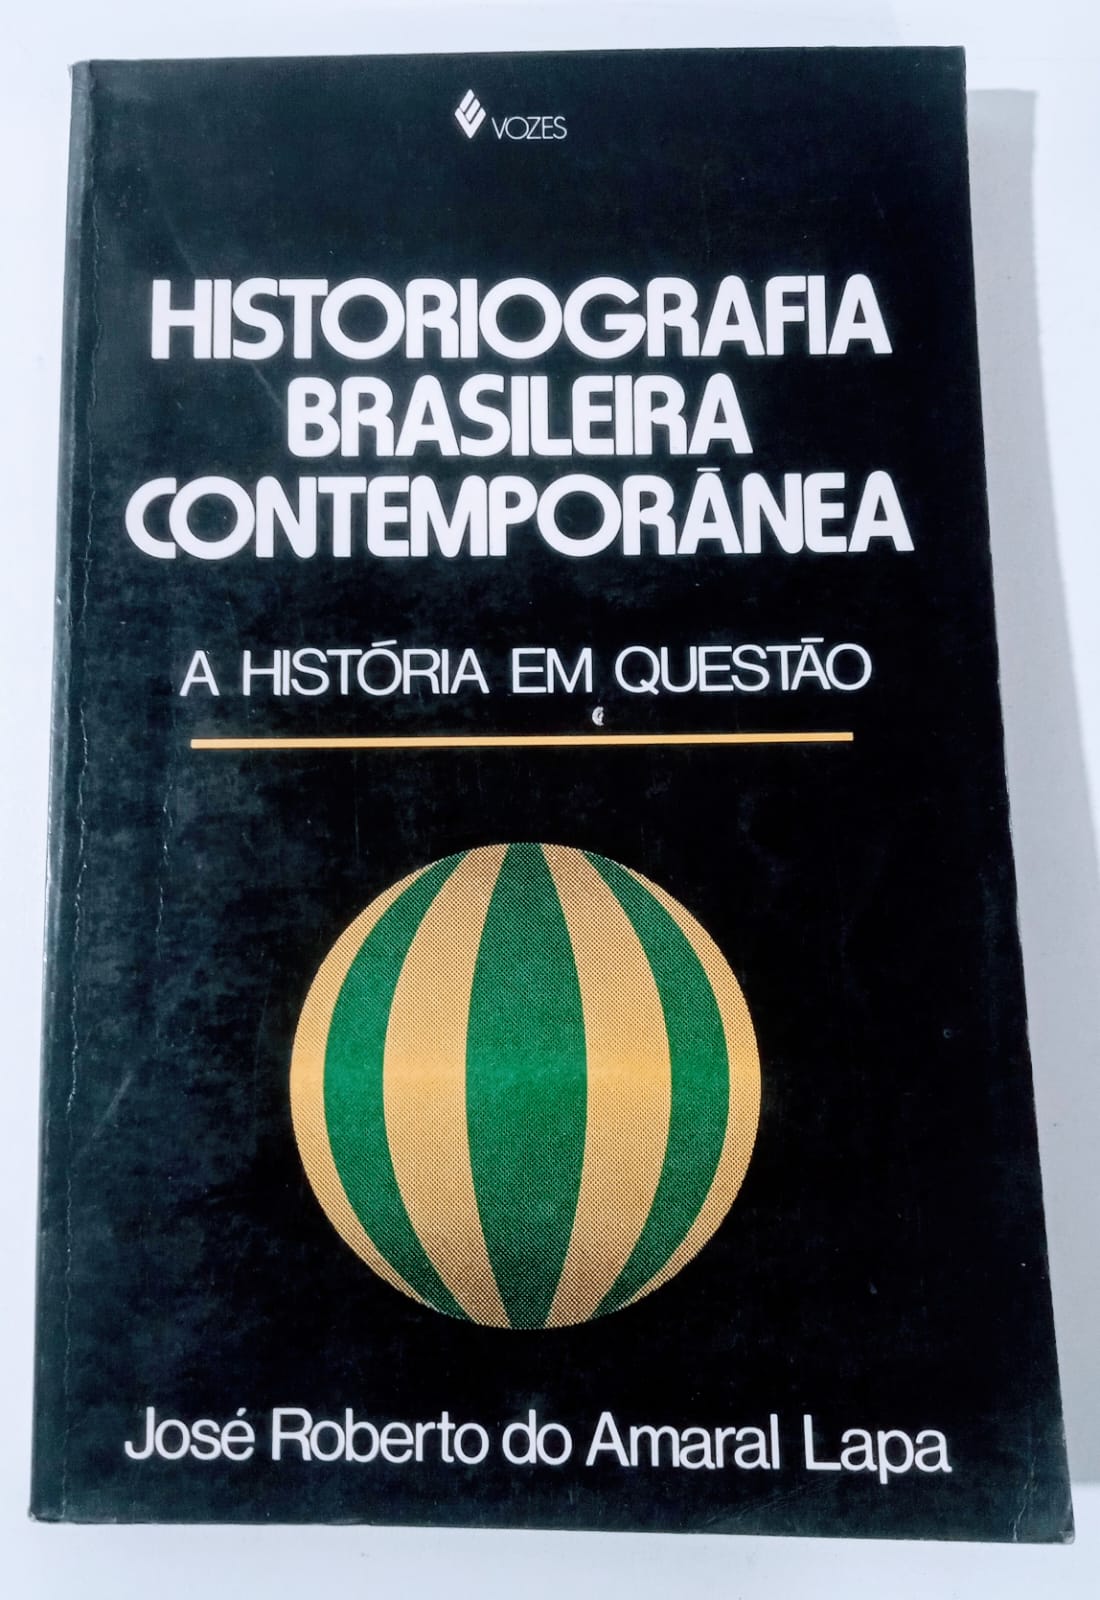 VOZES
HISTORIOGRAFIA
BRASILEIRA
CONTEMPORÂNEA
A HISTÓRIA EM QUESTÃO
José Roberto do Amaral Lapa